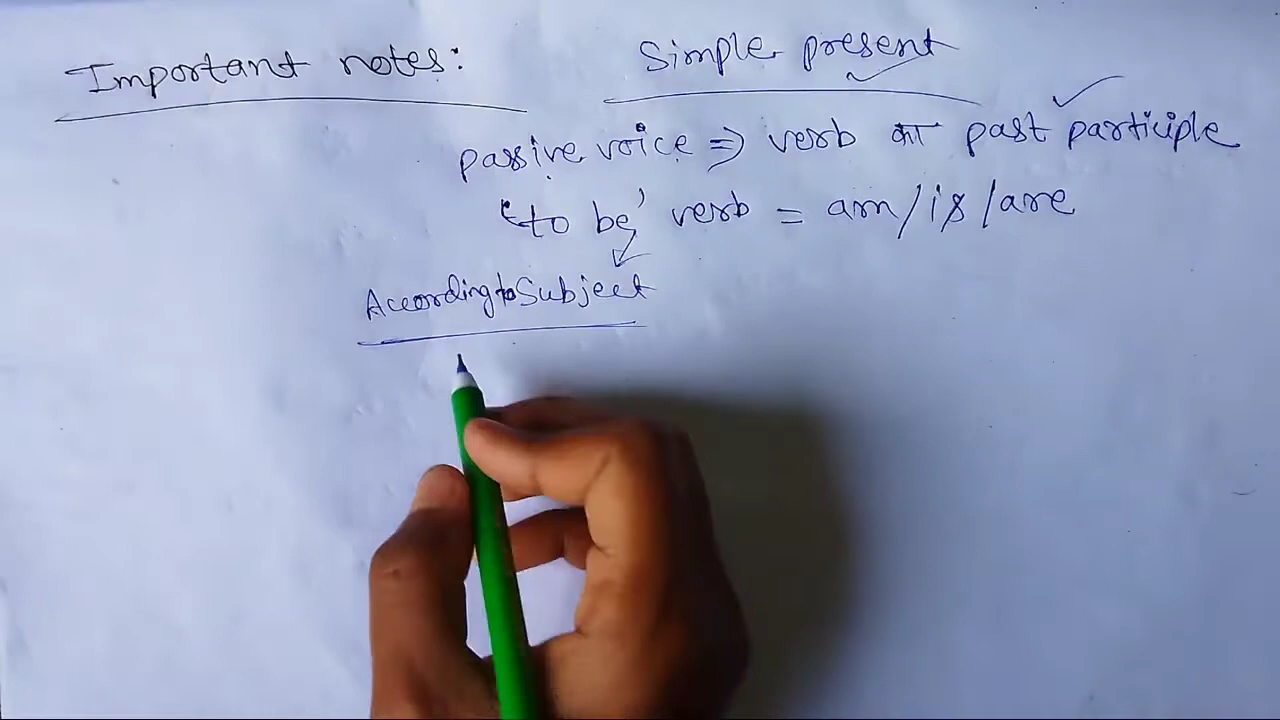 Important notes:
Simple present
passive voice ⇒ verb का past participle
'to be' verb = am/is/are
According to Subject